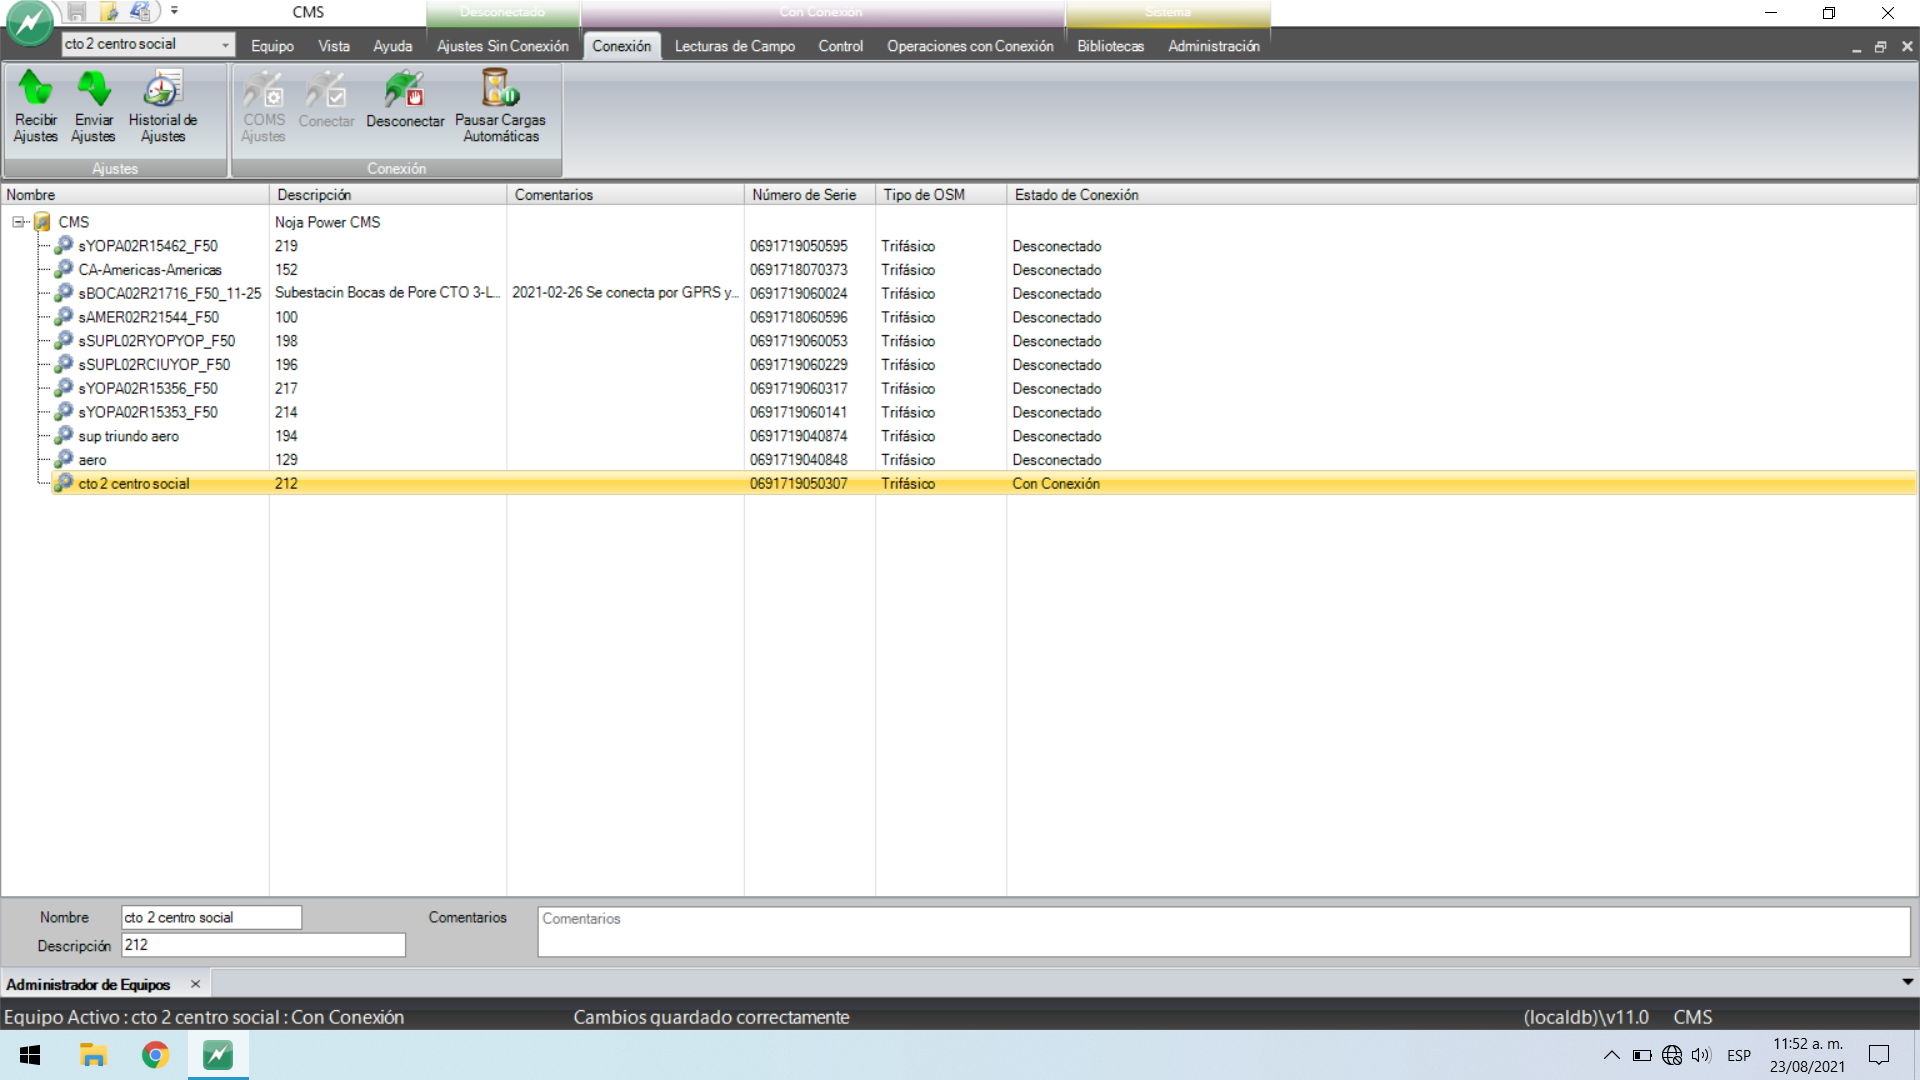 CMS
Desconectado
Con Conexión
Sistema
cto 2 centro social
Equipo
Vista
Ayuda
Ajustes Sin Conexión
Conexión
Lecturas de Campo
Control
Operaciones con Conexión
Bibliotecas
Administración
Recibir Ajustes
Enviar Ajustes
Historial de Ajustes
COMS Ajustes
Conectar
Desconectar
Pausar Cargas Automáticas
Ajustes
Conexión
Nombre Descripción Comentarios Número de Serie Tipo de OSM Estado de Conexión
CMS Noja Power CMS
sYOPA02R15462_F50 219 0691719050595 Trifásico Desconectado
CA-Americas-Americas 152 0691718070373 Trifásico Desconectado
sBOCA02R21716_F50_11-25 Subestacin Bocas de Pore CTO 3-L... 2021-02-26 Se conecta por GPRS y... 0691719060024 Trifásico Desconectado
sAMER02R21544_F50 100 0691718060596 Trifásico Desconectado
sSUPL02RYOPYOP_F50 198 0691719060053 Trifásico Desconectado
sSUPL02RCIUYOP_F50 196 0691719060229 Trifásico Desconectado
sYOPA02R15356_F50 217 0691719060317 Trifásico Desconectado
sYOPA02R15353_F50 214 0691719060141 Trifásico Desconectado
sup triundo aero 194 0691719040874 Trifásico Desconectado
aero 129 0691719040848 Trifásico Desconectado
cto 2 centro social 212 0691719050307 Trifásico Con Conexión
Nombre cto 2 centro social Comentarios Comentarios
Descripción 212
Administrador de Equipos
Equipo Activo : cto 2 centro social : Con Conexión Cambios guardado correctamente (localdb)\v11.0 CMS
ESP
11:52 a. m.
23/08/2021